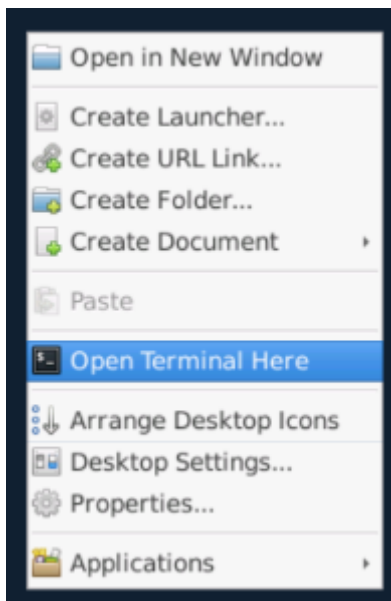 Open in New Window
Create Launcher...
Create URL Link...
Create Folder...
Create Document
Paste
Open Terminal Here
Arrange Desktop Icons
Desktop Settings...
Properties...
Applications